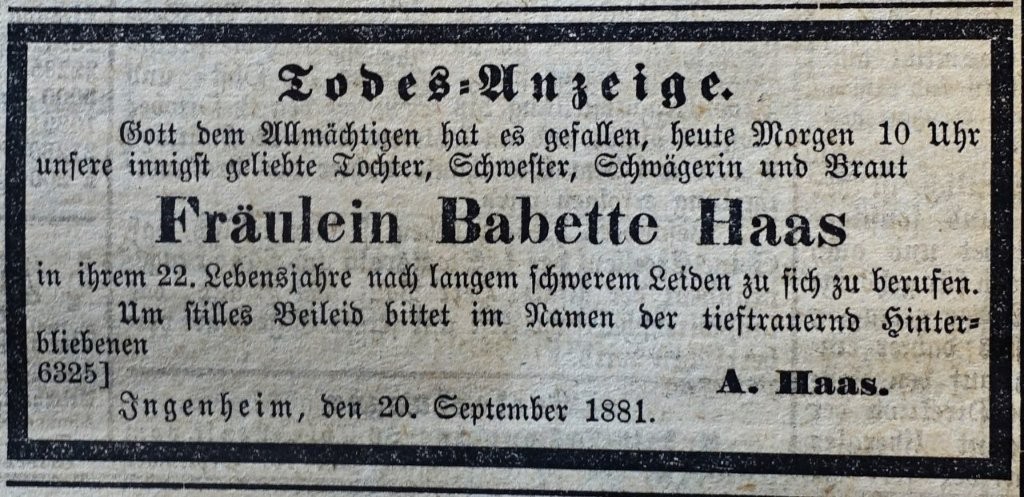 Todes-Anzeige.
Gott dem Allmächtigen hat es gefallen, heute Morgen 10 Uhr
unsere innigst geliebte Tochter, Schwester, Schwägerin und Braut
Fräulein Babette Haas
in ihrem 22. Lebensjahre nach langem schwerem Leiden zu sich zu berufen.
Um stilles Beileid bittet im Namen der tieftrauernd Hinter-
bliebenen
6325]
A. Haas.
Ingenheim, den 20. September 1881.